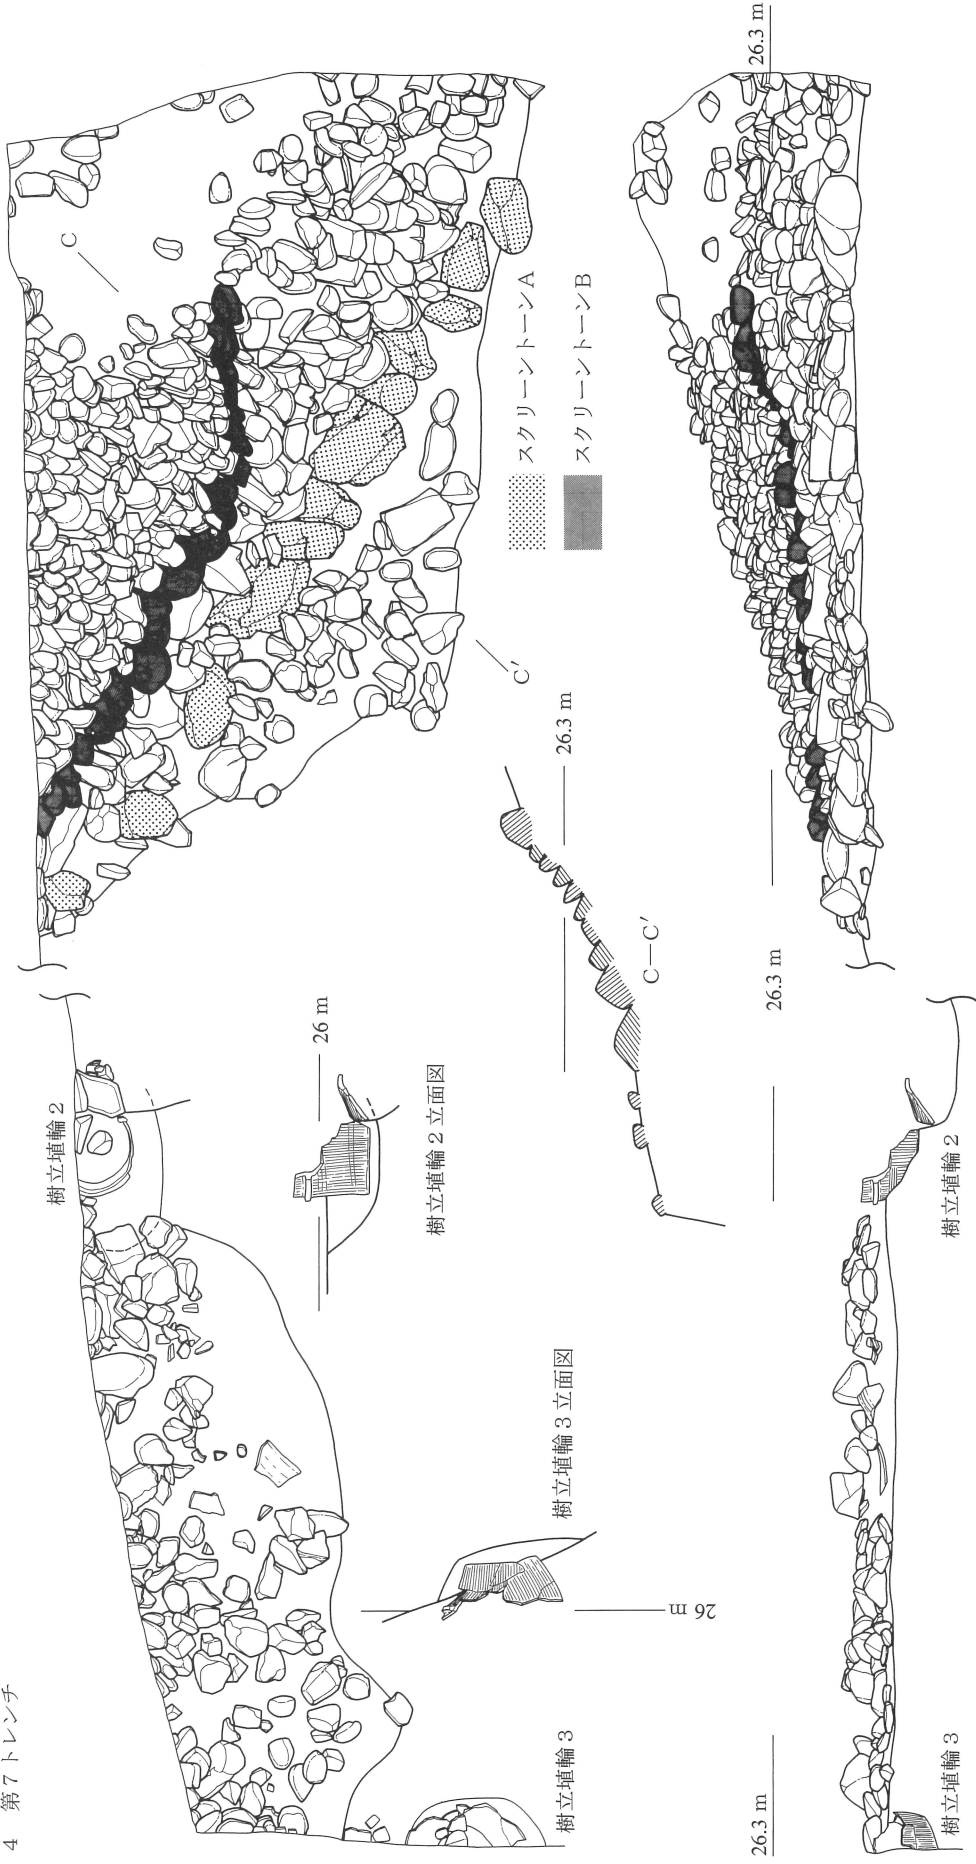 4　第7トレンチ
樹立埴輪2
26 m
樹立埴輪2立面図
樹立埴輪3
樹立埴輪3立面図
26 m
C
C′
スクリーントーンA
スクリーントーンB
26.3 m
C—C′
26.3 m
26.3 m
26.3 m
樹立埴輪3
樹立埴輪2